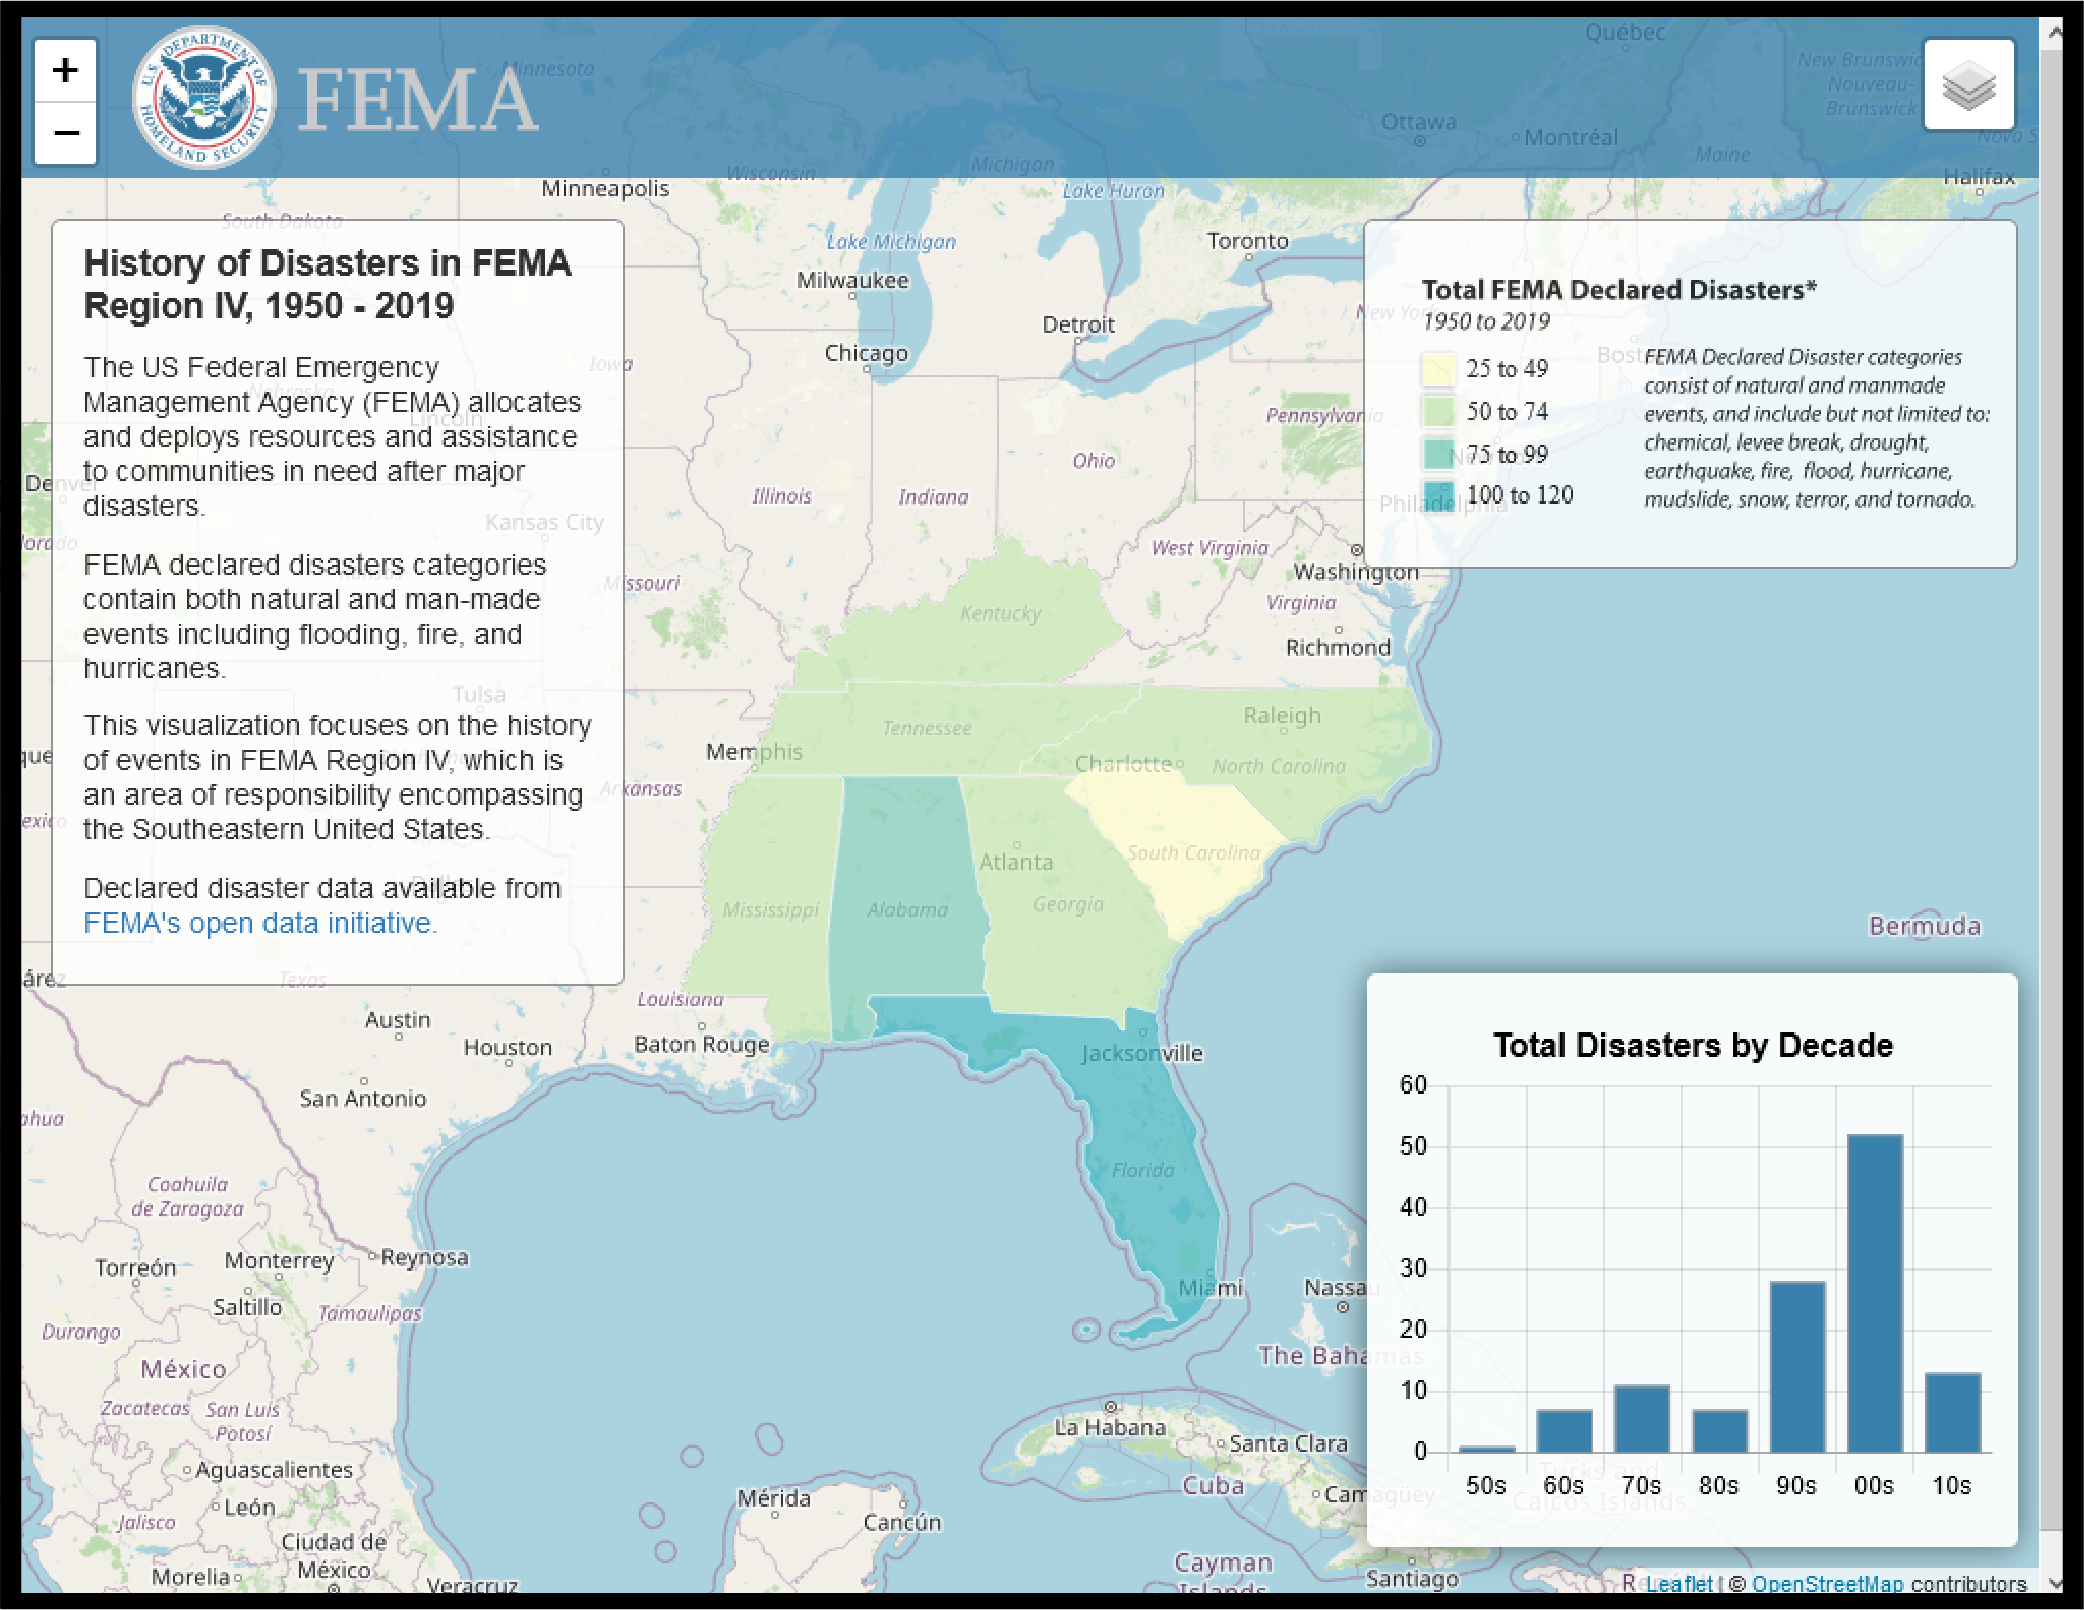 +
−
U.S. DEPARTMENT OF
HOMELAND SECURITY
FEMA
Minnesota
Québec
Ottawa
Montréal
Maine
Nouveau-
Brunswick
Wisconsin
Michigan
Minneapolis
Lake Huron
Halifax
South Dakota
Lake Michigan
Toronto
Milwaukee
Detroit
Chicago
Iowa
Pennsylvania
Ohio
Illinois
Indiana
Kansas City
West Virginia
Washington
Missouri
Virginia
Kentucky
Richmond
Tulsa
Raleigh
Tennessee
Memphis
Charlotte
North Carolina
Arkansas
Atlanta
South Carolina
Mississippi
Alabama
Georgia
Bermuda
Texas
Louisiana
Austin
Houston
Baton Rouge
Jacksonville
San Antonio
Florida
Coahuila
de Zaragoza
Torreón
Monterrey
Reynosa
Miami
Nassau
Saltillo
Tamaulipas
Durango
México
The Bahamas
Zacatecas
San Luis
Potosí
La Habana
Santa Clara
Aguascalientes
Cuba
Camagüey
León
Mérida
Cancún
Jalisco
Ciudad de
México
Morelia
Veracruz
Cayman
Islands
Santiago
History of Disasters in FEMA
Region IV, 1950 - 2019
The US Federal Emergency
Management Agency (FEMA) allocates
and deploys resources and assistance
to communities in need after major
disasters.
FEMA declared disasters categories
contain both natural and man-made
events including flooding, fire, and
hurricanes.
This visualization focuses on the history
of events in FEMA Region IV, which is
an area of responsibility encompassing
the Southeastern United States.
Declared disaster data available from
FEMA's open data initiative.
Total FEMA Declared Disasters*
1950 to 2019
25 to 49
50 to 74
75 to 99
100 to 120
FEMA Declared Disaster categories
consist of natural and manmade
events, and include but not limited to:
chemical, levee break, drought,
earthquake, fire, flood, hurricane,
mudslide, snow, terror, and tornado.
Total Disasters by Decade
60
50
40
30
20
10
0
50s 60s 70s 80s 90s 00s 10s
Leaflet | © OpenStreetMap contributors